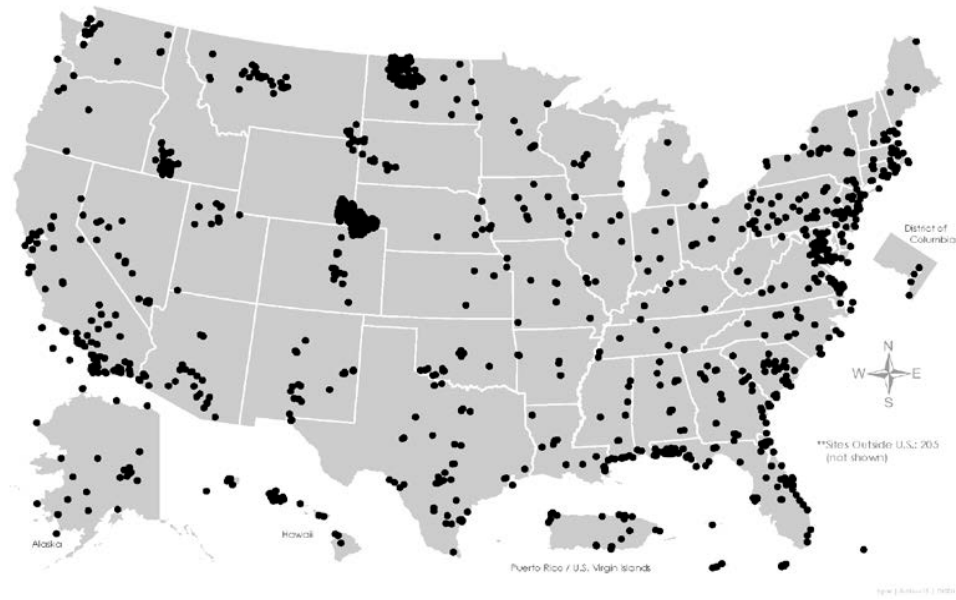 District of
Columbia
N
W E
S
**Sites Outside U.S.: 205
(not shown)
Alaska
Hawaii
Puerto Rico / U.S. Virgin Islands